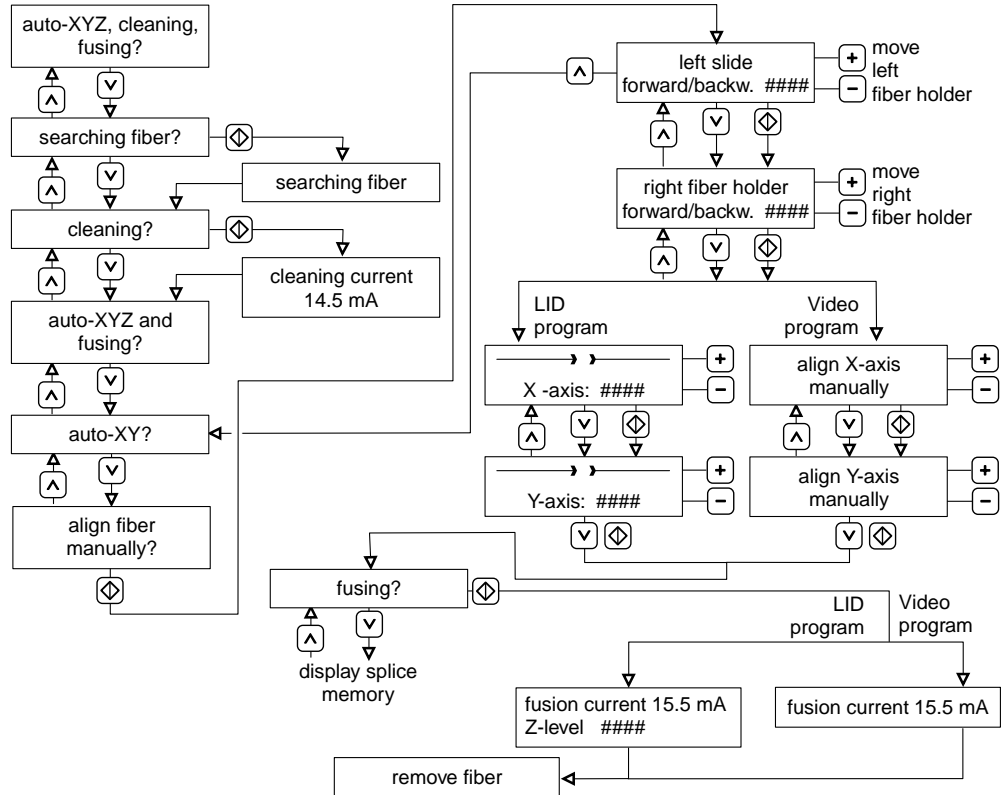 auto-XYZ, cleaning,
fusing?
searching fiber?
searching fiber
cleaning?
cleaning current
14.5 mA
auto-XYZ and
fusing?
auto-XY?
align fiber
manually?
left slide
forward/backw. ####
+
-
move
left
fiber holder
right fiber holder
forward/backw. ####
+
-
move
right
fiber holder
LID
program
Video
program
X -axis: ####
+
-
align X-axis
manually
+
-
Y-axis: ####
+
-
align Y-axis
manually
+
-
fusing?
display splice
memory
LID
program
Video
program
fusion current 15.5 mA
Z-level ####
fusion current 15.5 mA
remove fiber